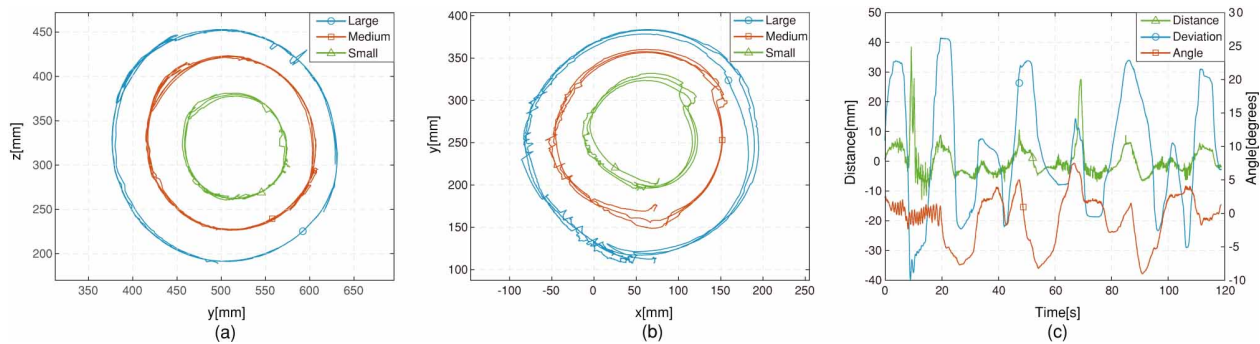 Large
Medium
Small
450
400
350
300
250
200
z[mm]
350
400
450
500
550
600
650
y[mm]
(a)
Large
Medium
Small
400
350
300
250
200
150
100
y[mm]
-100
-50
0
50
100
150
200
250
x[mm]
(b)
Distance
Deviation
Angle
50
40
30
20
10
0
-10
-20
-30
-40
Distance[mm]
30
25
20
15
10
5
0
-5
-10
Angle[degrees]
0
20
40
60
80
100
120
Time[s]
(c)